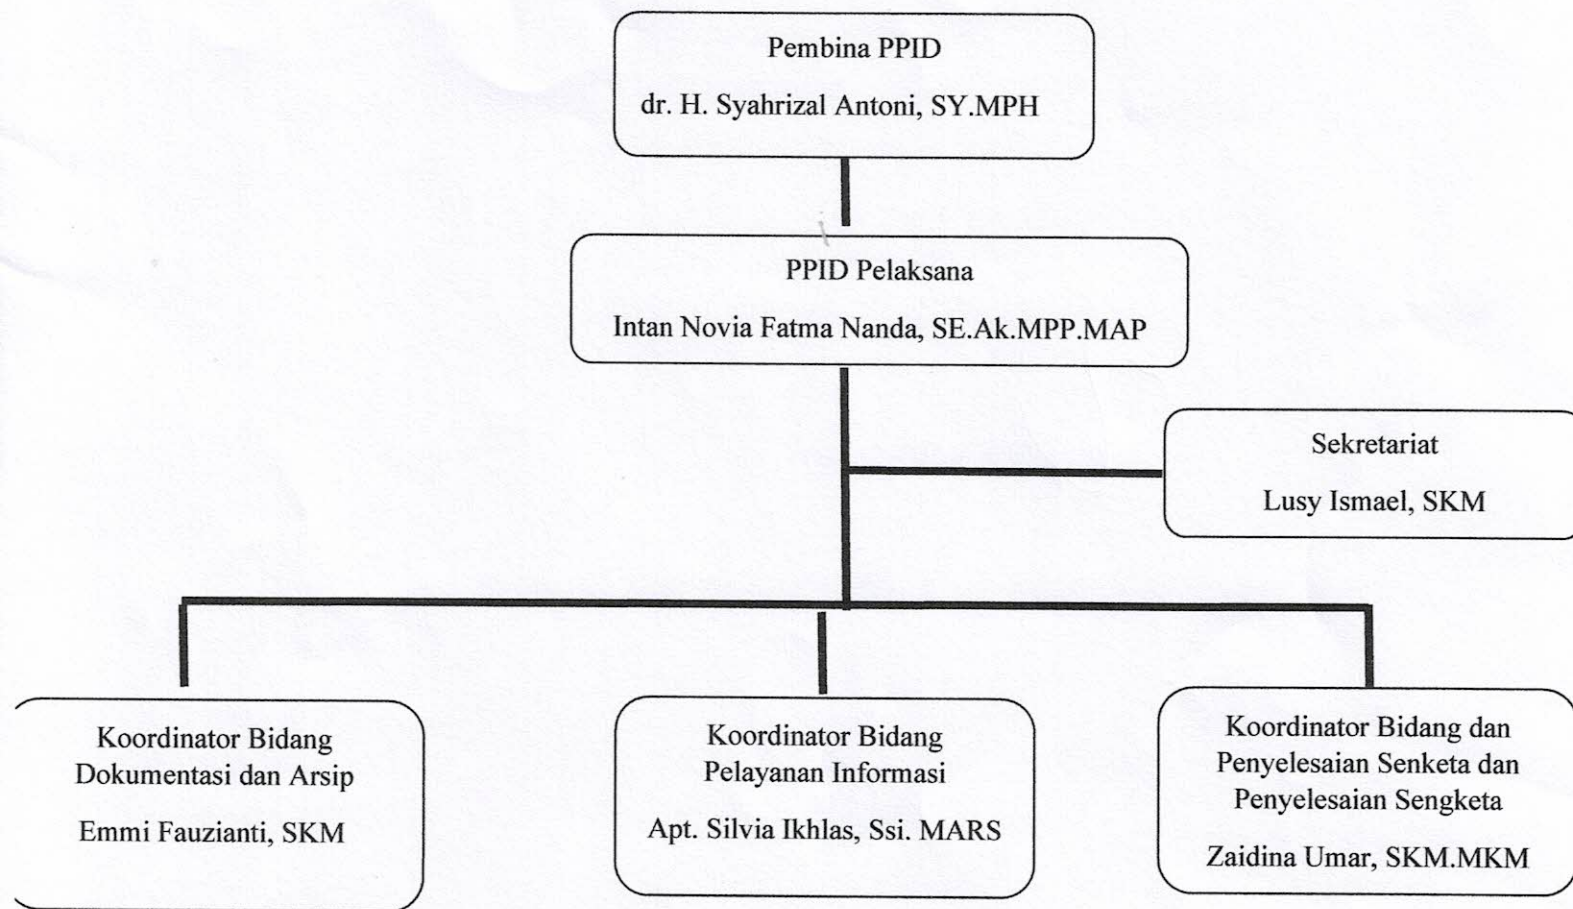 Pembina PPID
dr. H. Syahrizal Antoni, SY.MPH
PPID Pelaksana
Intan Novia Fatma Nanda, SE.Ak.MPP.MAP
Sekretariat
Lusy Ismael, SKM
Koordinator Bidang
Dokumentasi dan Arsip
Emmi Fauzianti, SKM
Koordinator Bidang
Pelayanan Informasi
Apt. Silvia Ikhlas, Ssi. MARS
Koordinator Bidang dan
Penyelesaian Senketa dan
Penyelesaian Sengketa
Zaidina Umar, SKM.MKM